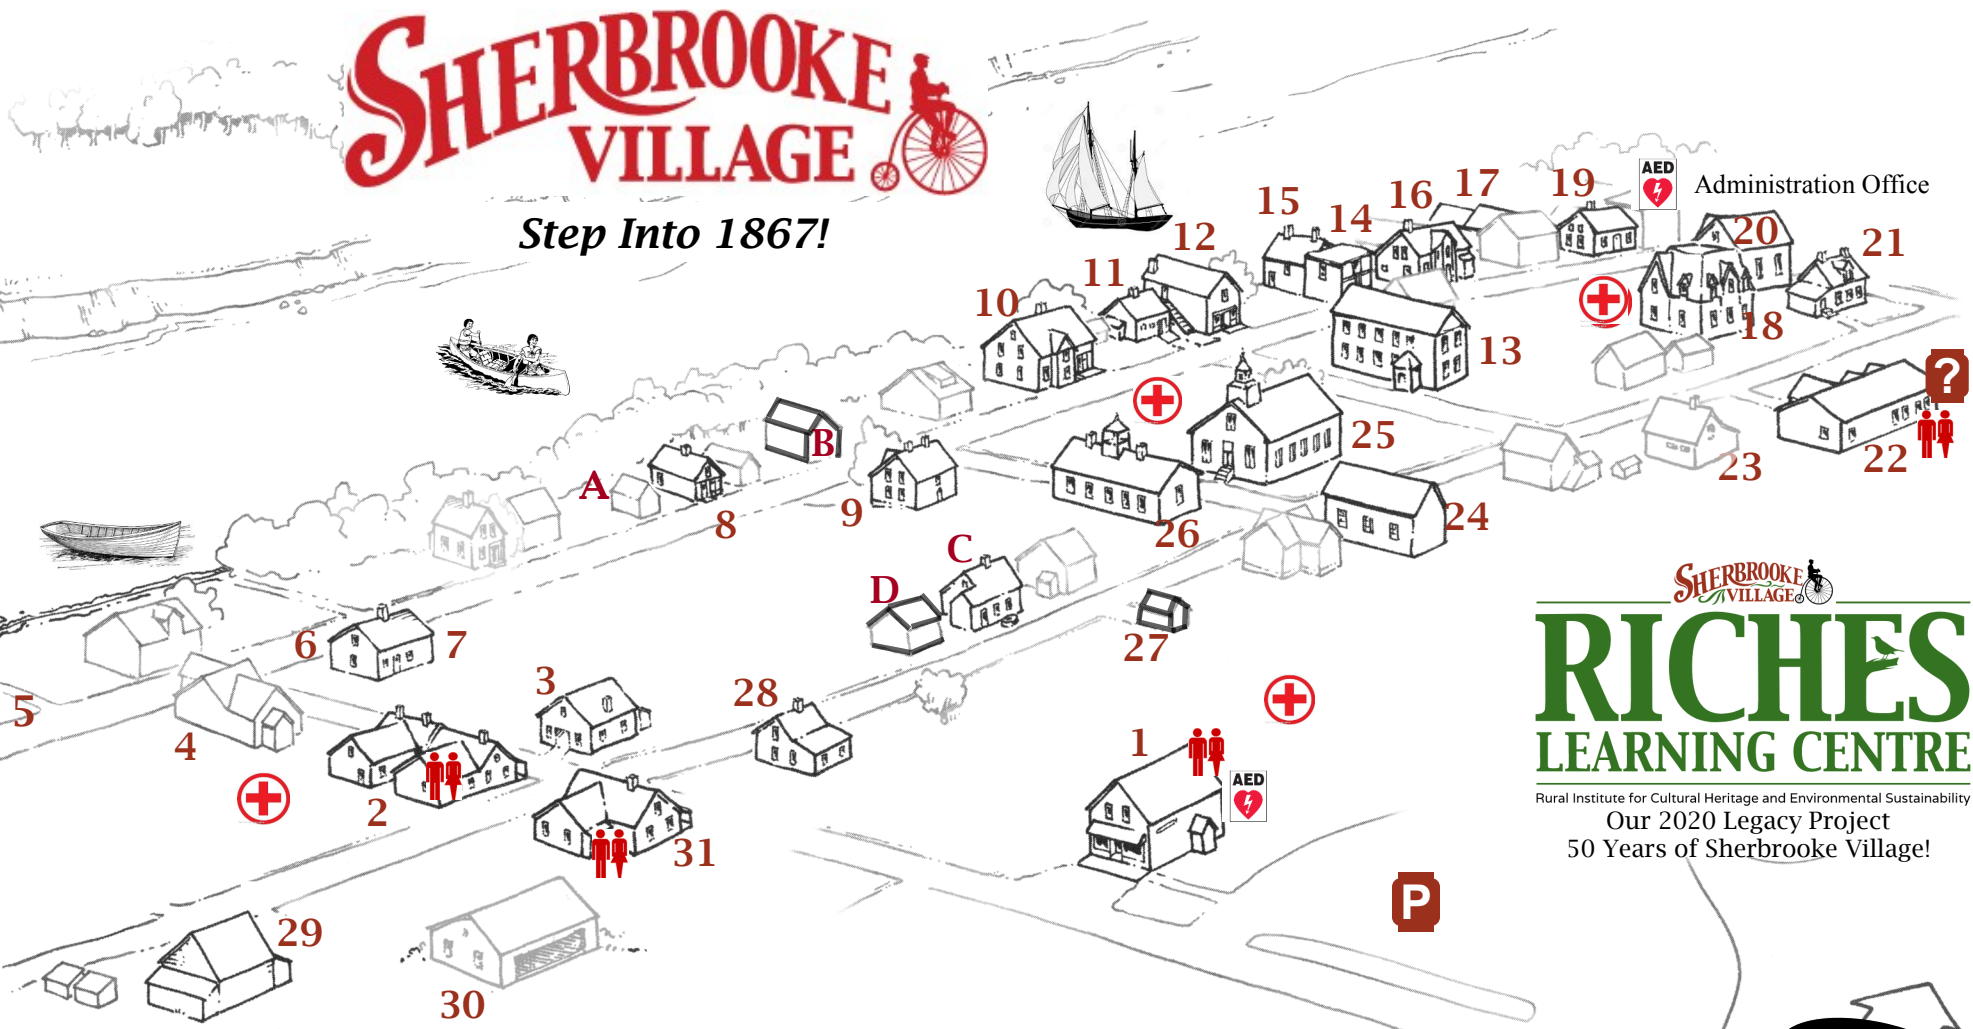 SHERBROOKE
VILLAGE
Step Into 1867!
AED
Administration Office
15
16
17
19
14
12
20
21
11
10
18
13
?
B
25
A
22
23
8
9
24
26
C
D
27
6
7
3
28
5
4
1
AED
2
31
P
29
30
SHERBROOKE
VILLAGE
RICHES
LEARNING CENTRE
Rural Institute for Cultural Heritage and Environmental Sustainability
Our 2020 Legacy Project
50 Years of Sherbrooke Village!